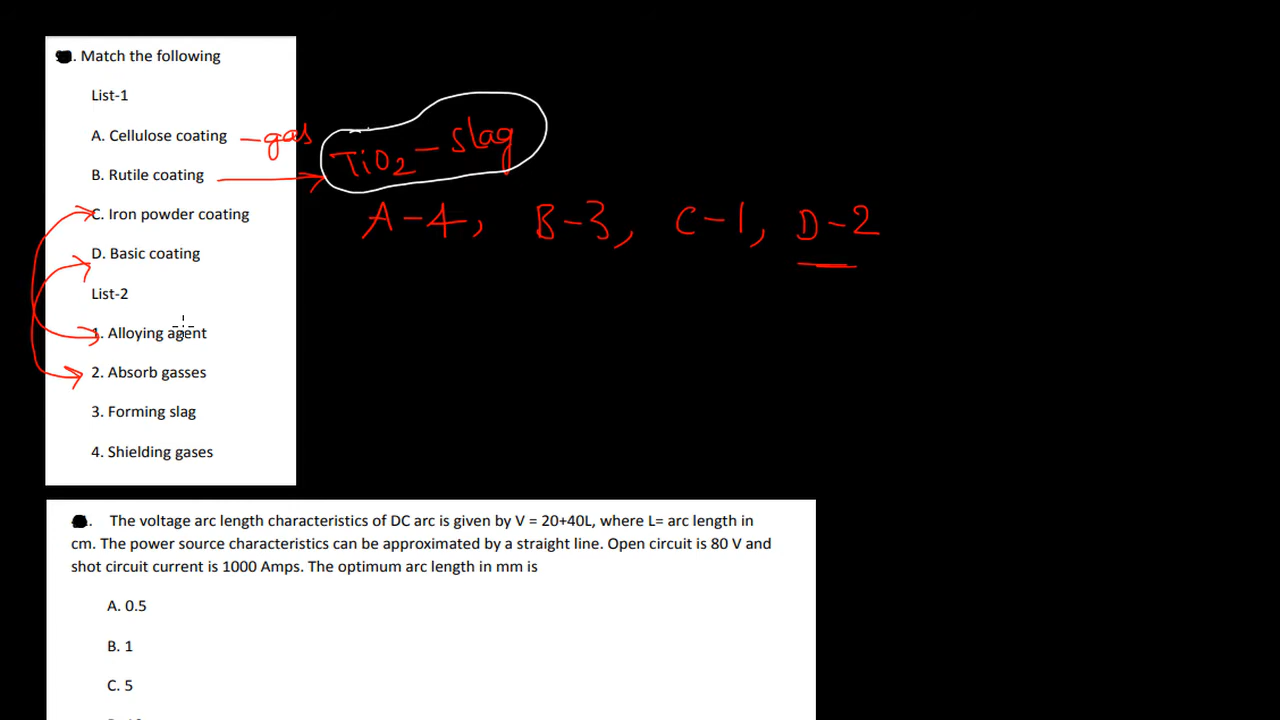 . Match the following
List-1
A. Cellulose coating – gas
TiO2 – slag
B. Rutile coating
C. Iron powder coating
A – 4, B – 3, C – 1, D – 2
D. Basic coating
List-2
1. Alloying agent
2. Absorb gasses
3. Forming slag
4. Shielding gases
. The voltage arc length characteristics of DC arc is given by V = 20+40L, where L= arc length in
cm. The power source characteristics can be approximated by a straight line. Open circuit is 80 V and
shot circuit current is 1000 Amps. The optimum arc length in mm is
A. 0.5
B. 1
C. 5